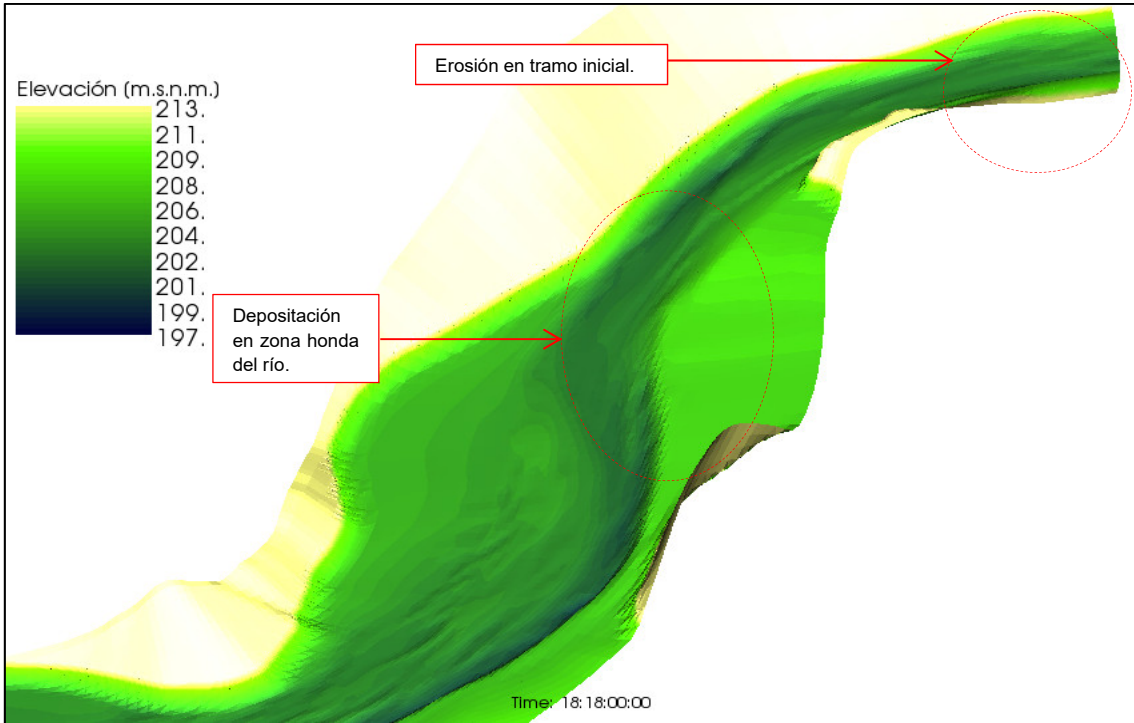 Erosión en tramo inicial.
Elevación (m.s.n.m.)
213.
211.
209.
208.
206.
204.
202.
201.
199.
197.
Depositación
en zona honda
del río.
Time: 18:18:00:00